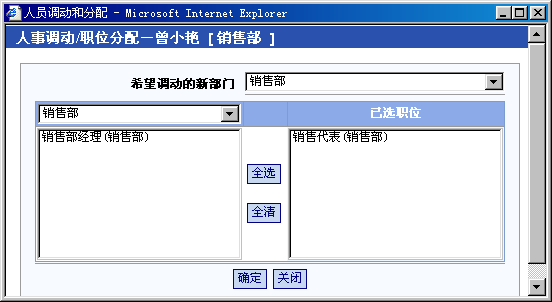 人员调动和分配 - Microsoft Internet Explorer
人事调动/职位分配－曾小艳 [ 销售部 ]
希望调动的新部门 销售部
销售部 已选职位
销售部经理(销售部) 销售代表(销售部)
全选
全清
确定 关闭